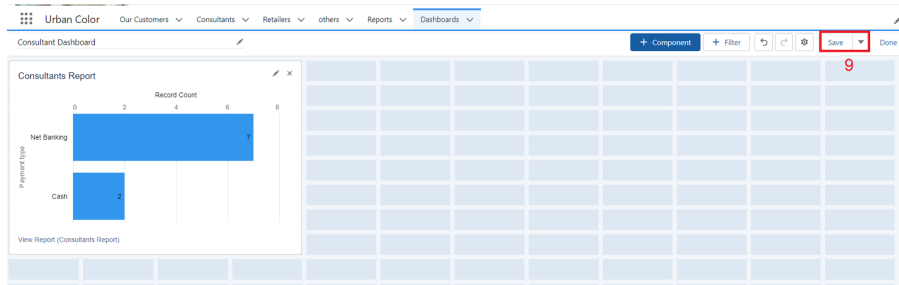 Urban Color Our Customers Consultants Retailers others Reports Dashboards
Consultant Dashboard + Component + Filter Save Done
9
Consultants Report
Record Count
0 2 4 6 8
Net Banking 7
Payment type
Cash 2
View Report (Consultants Report)